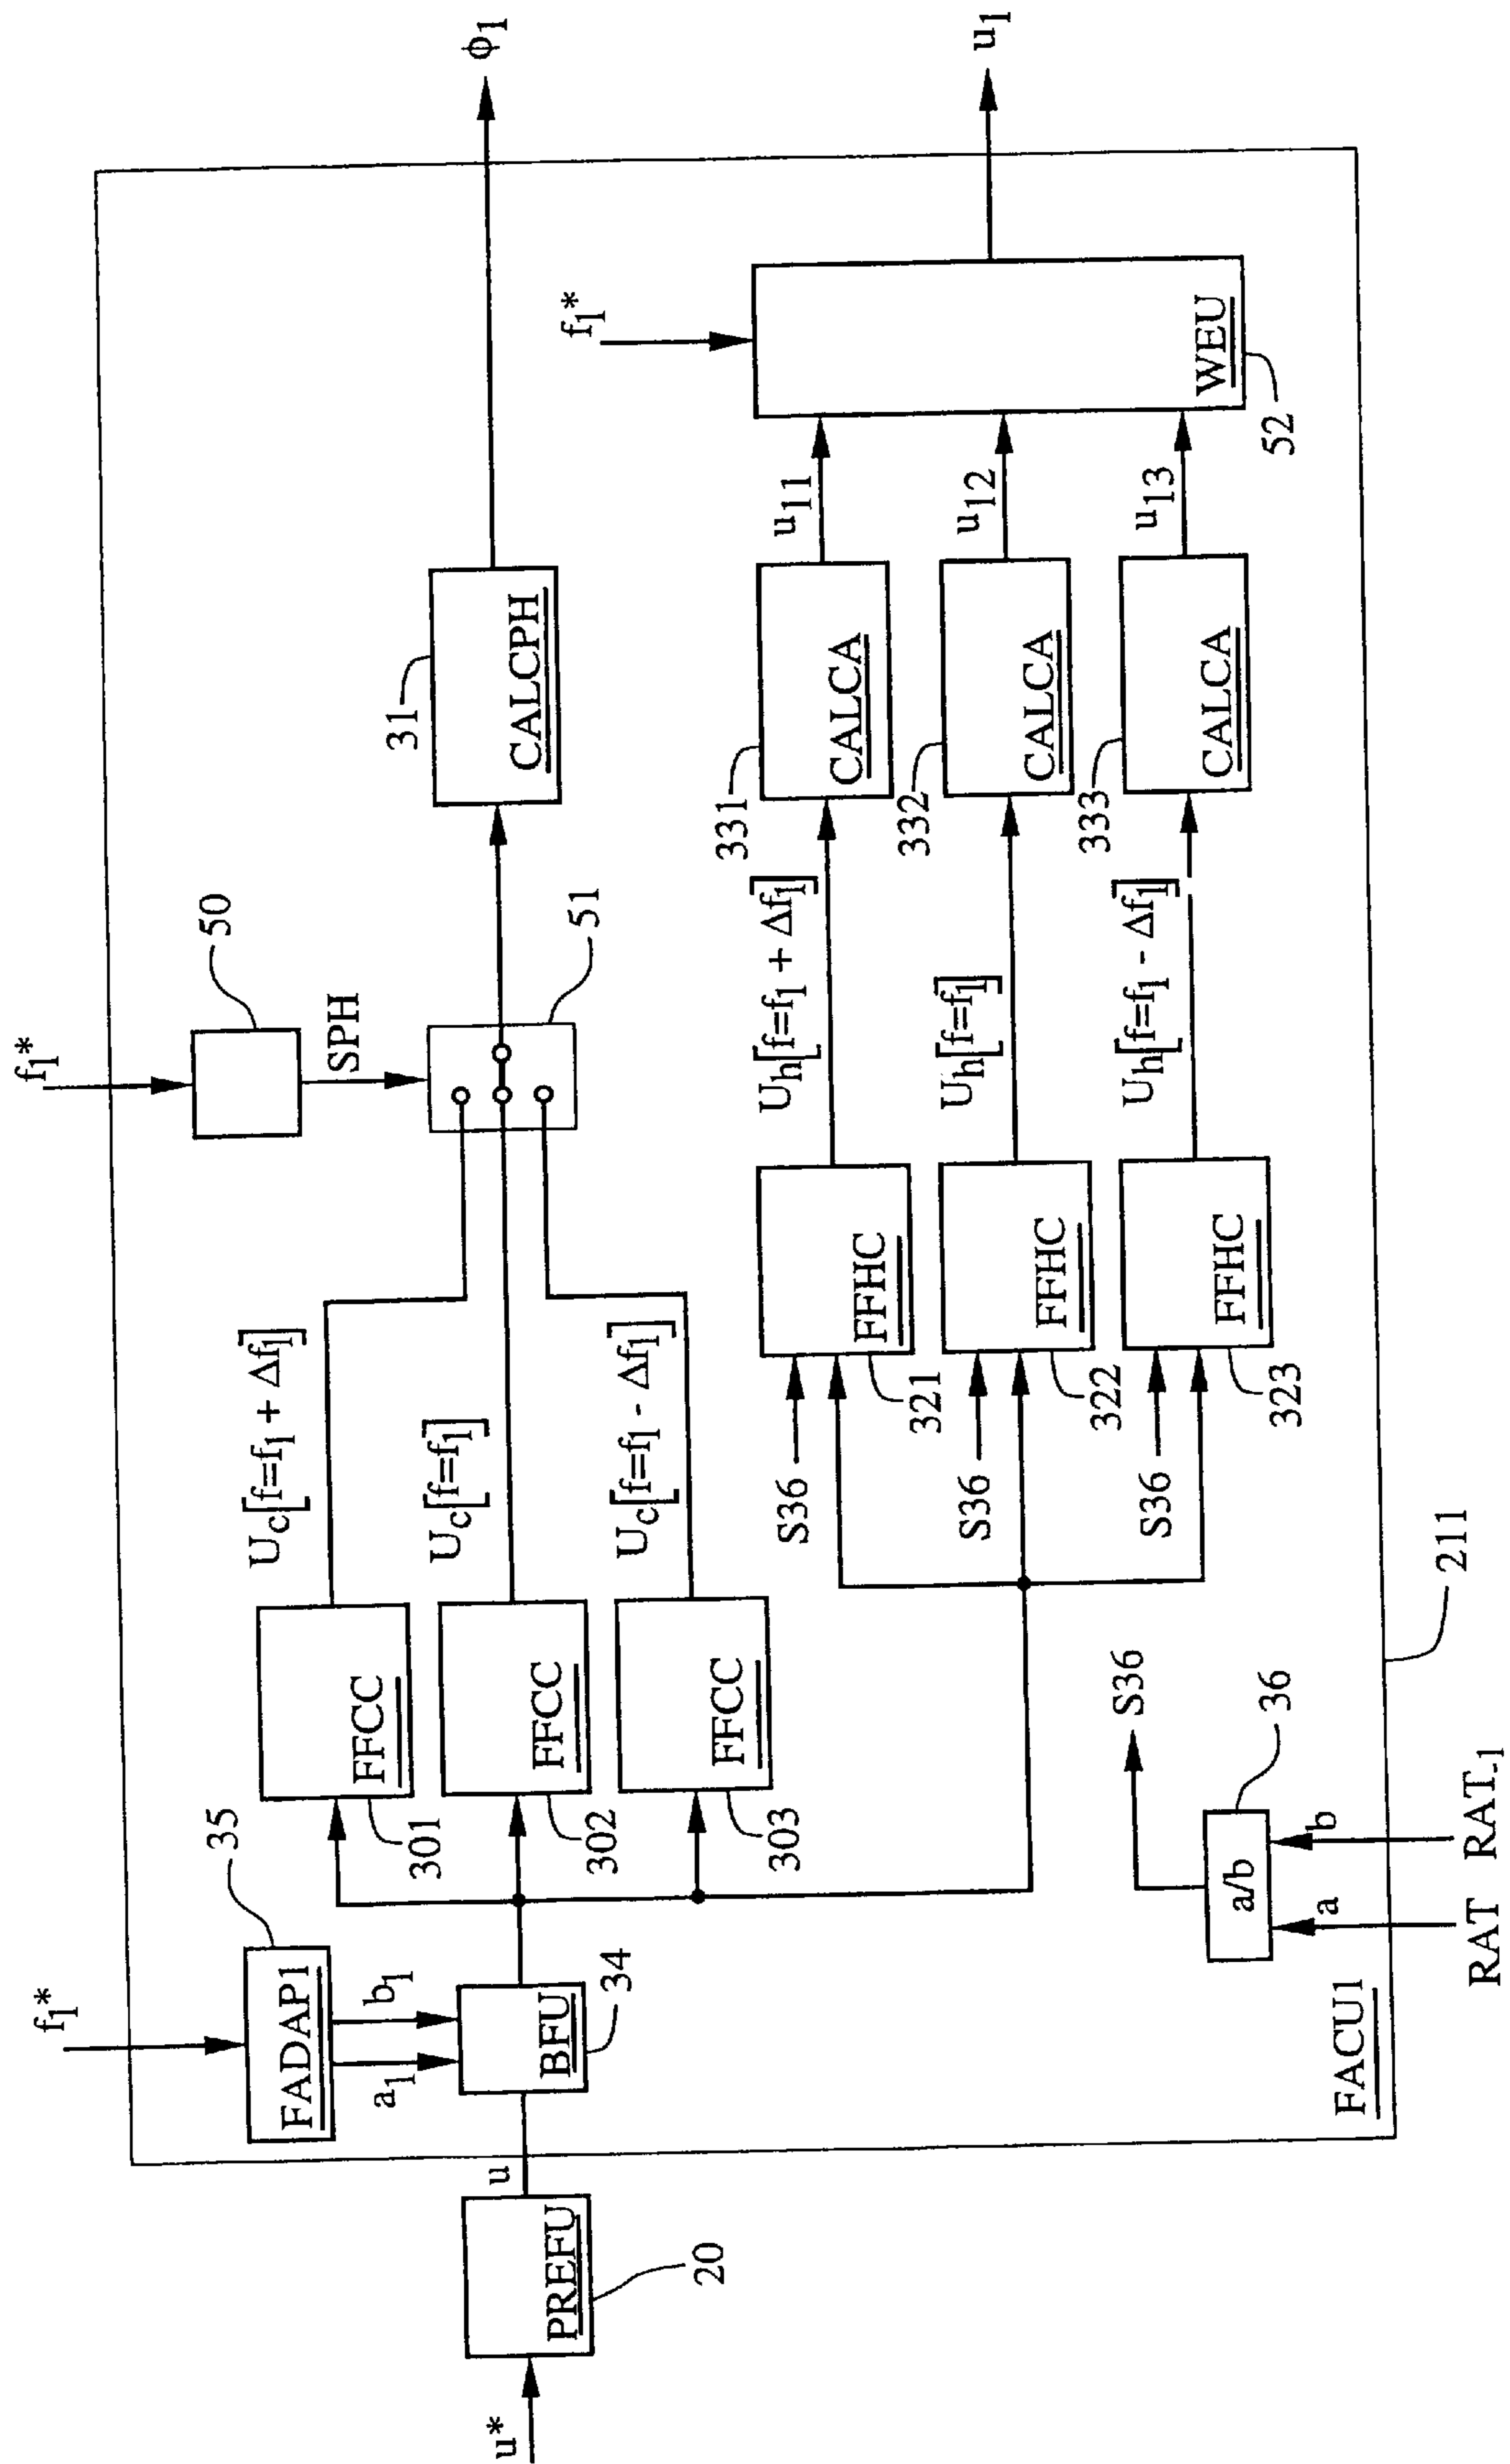 f1*
f1*
50
SPH
ϕ1
35
FADAP1
a1
b1
FFCC
301
Uc[f=f1 + Δf1]
51
31
CALCPH
u*
PREFU
20
u
BFU
34
FFCC
302
Uc[f=f1]
FFCC
303
Uc[f=f1 - Δf1]
f1*
S36
FFHC
321
Uh[f=f1 + Δf1]
331
CALCA
u11
S36
FFHC
322
Uh[f=f1]
332
CALCA
u12
u1
S36
FFHC
323
Uh[f=f1 - Δf1]
333
CALCA
u13
WEU
52
S36
a/b
36
a
b
FACU1
211
RAT
RAT-1